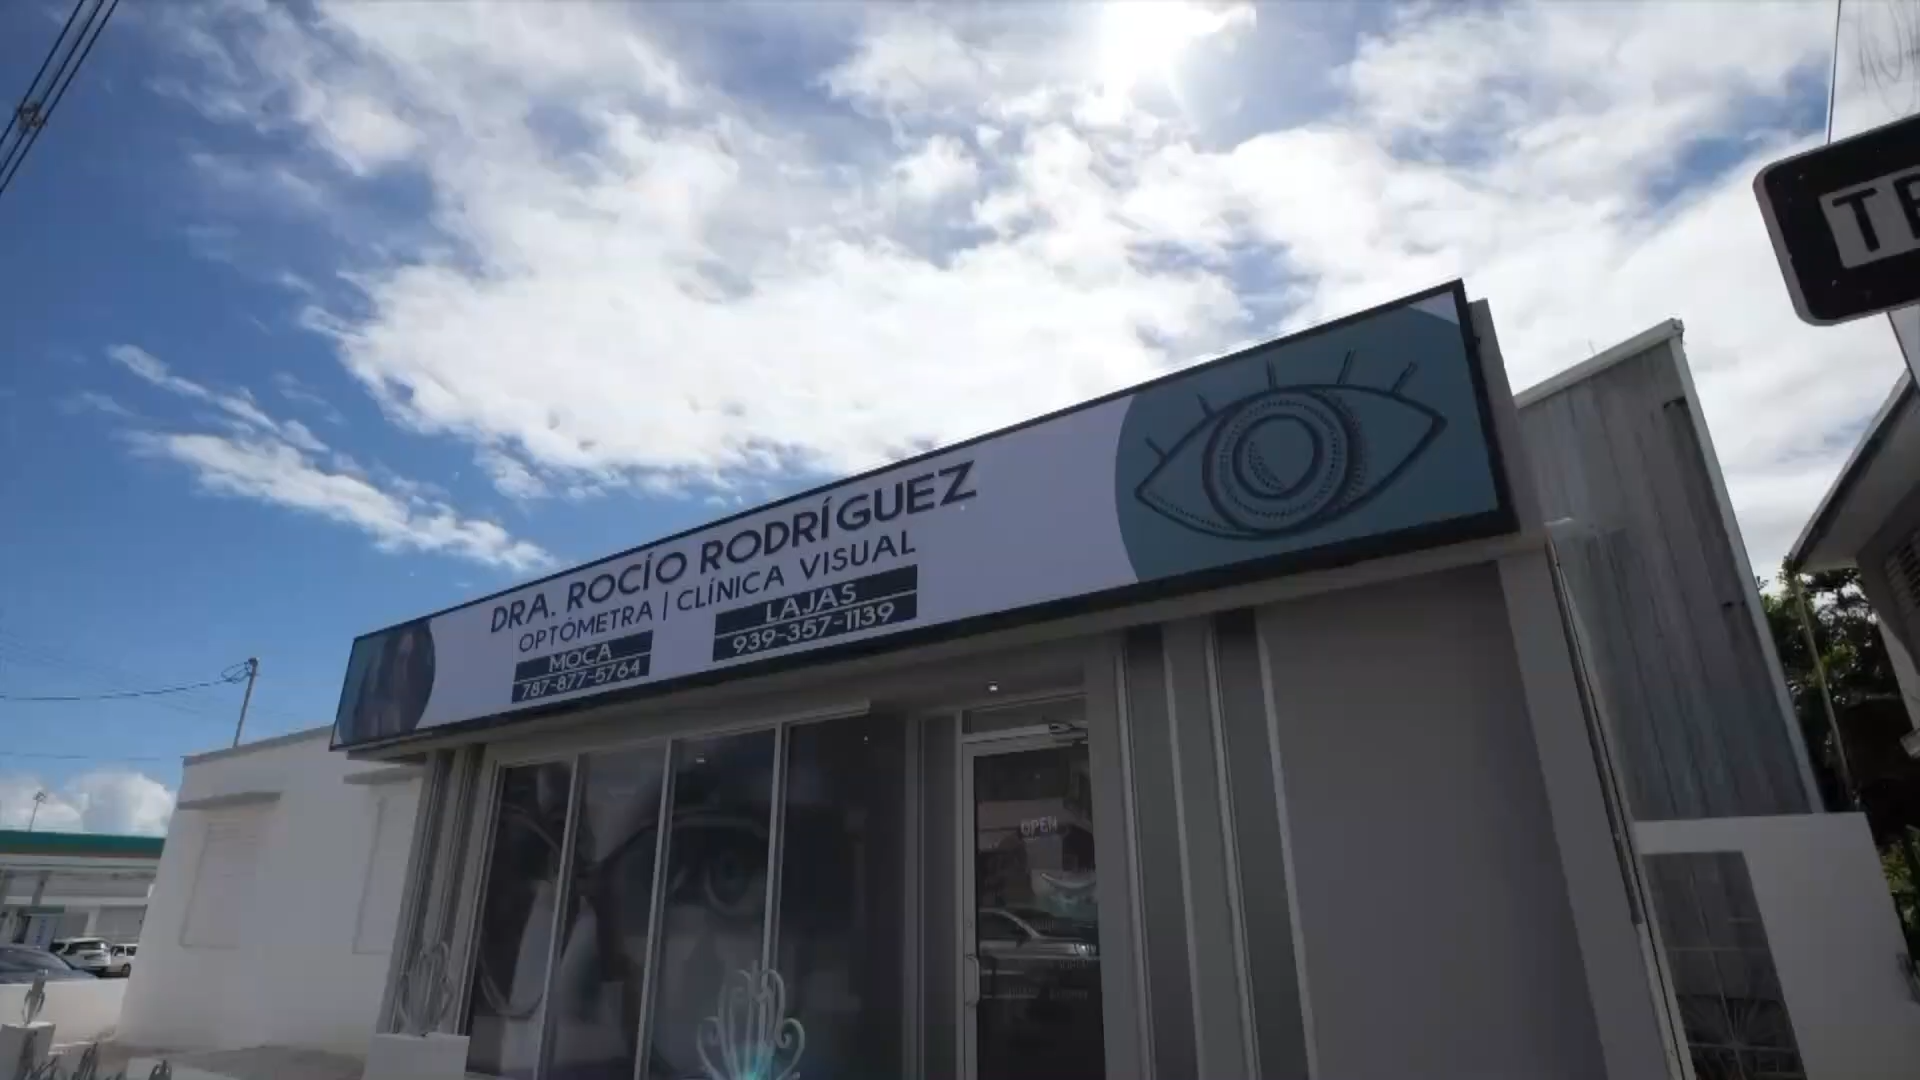 DRA. ROCÍO RODRÍGUEZ
OPTÓMETRA | CLÍNICA VISUAL
MOCA
787-877-5764
LAJAS
939-357-1139
OPEN